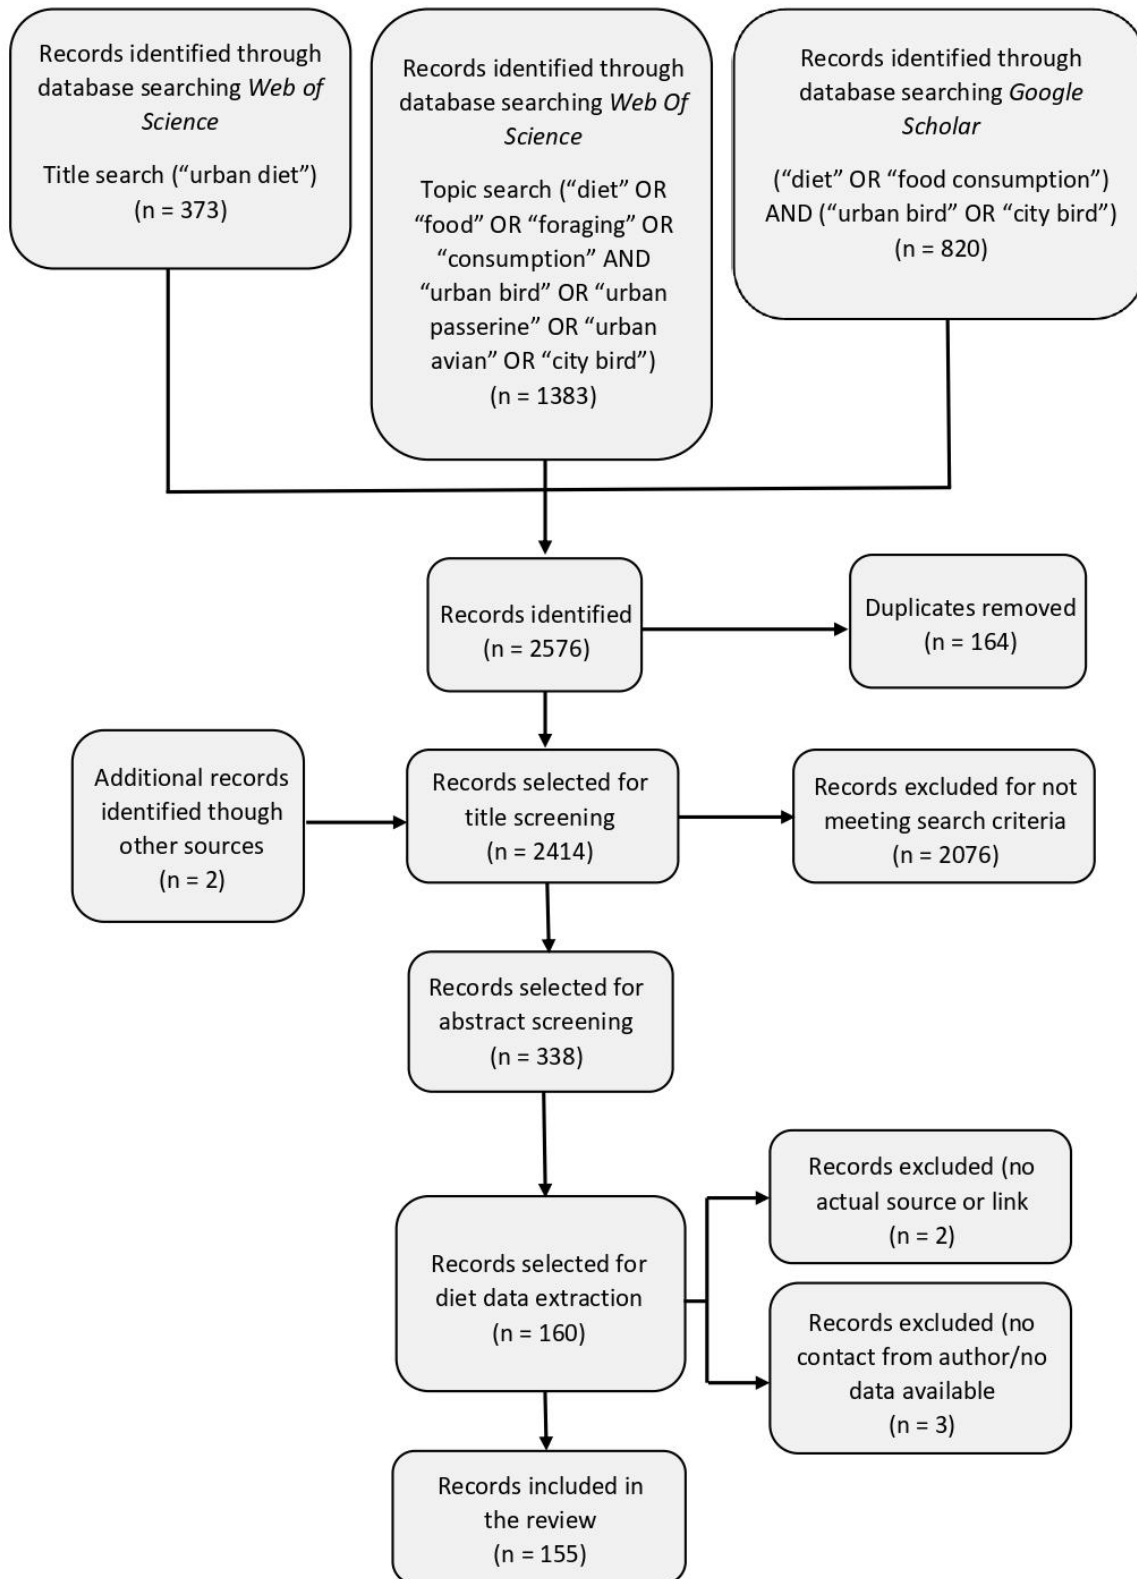 Records identified through
database searching Web of
Science
Title search (“urban diet”)
(n = 373)
Records identified through
database searching Web Of
Science
Topic search (“diet” OR
“food” OR “foraging” OR
“consumption” AND
“urban bird” OR “urban
passerine” OR “urban
avian” OR “city bird”)
(n = 1383)
Records identified through
database searching Google
Scholar
(“diet” OR “food consumption”)
AND (“urban bird” OR “city bird”)
(n = 820)
Records identified
(n = 2576)
Duplicates removed
(n = 164)
Additional records
identified though
other sources
(n = 2)
Records selected for
title screening
(n = 2414)
Records excluded for not
meeting search criteria
(n = 2076)
Records selected for
abstract screening
(n = 338)
Records selected for
diet data extraction
(n = 160)
Records excluded (no
actual source or link
(n = 2)
Records excluded (no
contact from author/no
data available
(n = 3)
Records included in
the review
(n = 155)